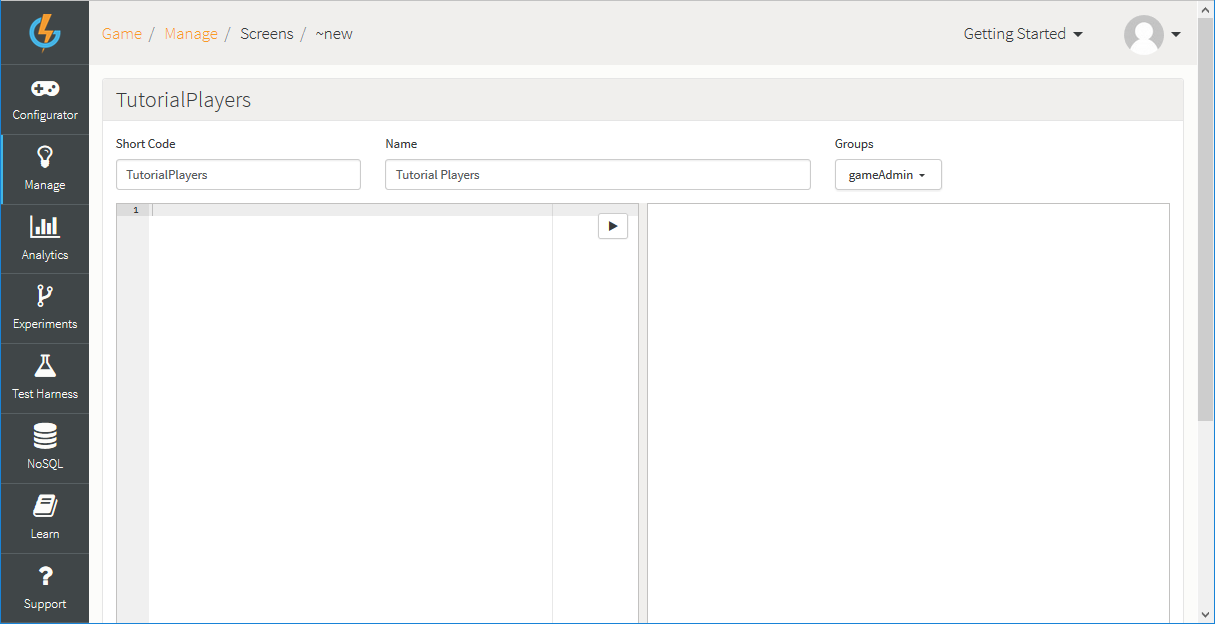 Game / Manage / Screens / ~new
Getting Started
Configurator
Manage
Analytics
Experiments
Test Harness
NoSQL
Learn
Support
TutorialPlayers
Short Code
Name
Groups
TutorialPlayers
Tutorial Players
gameAdmin
1